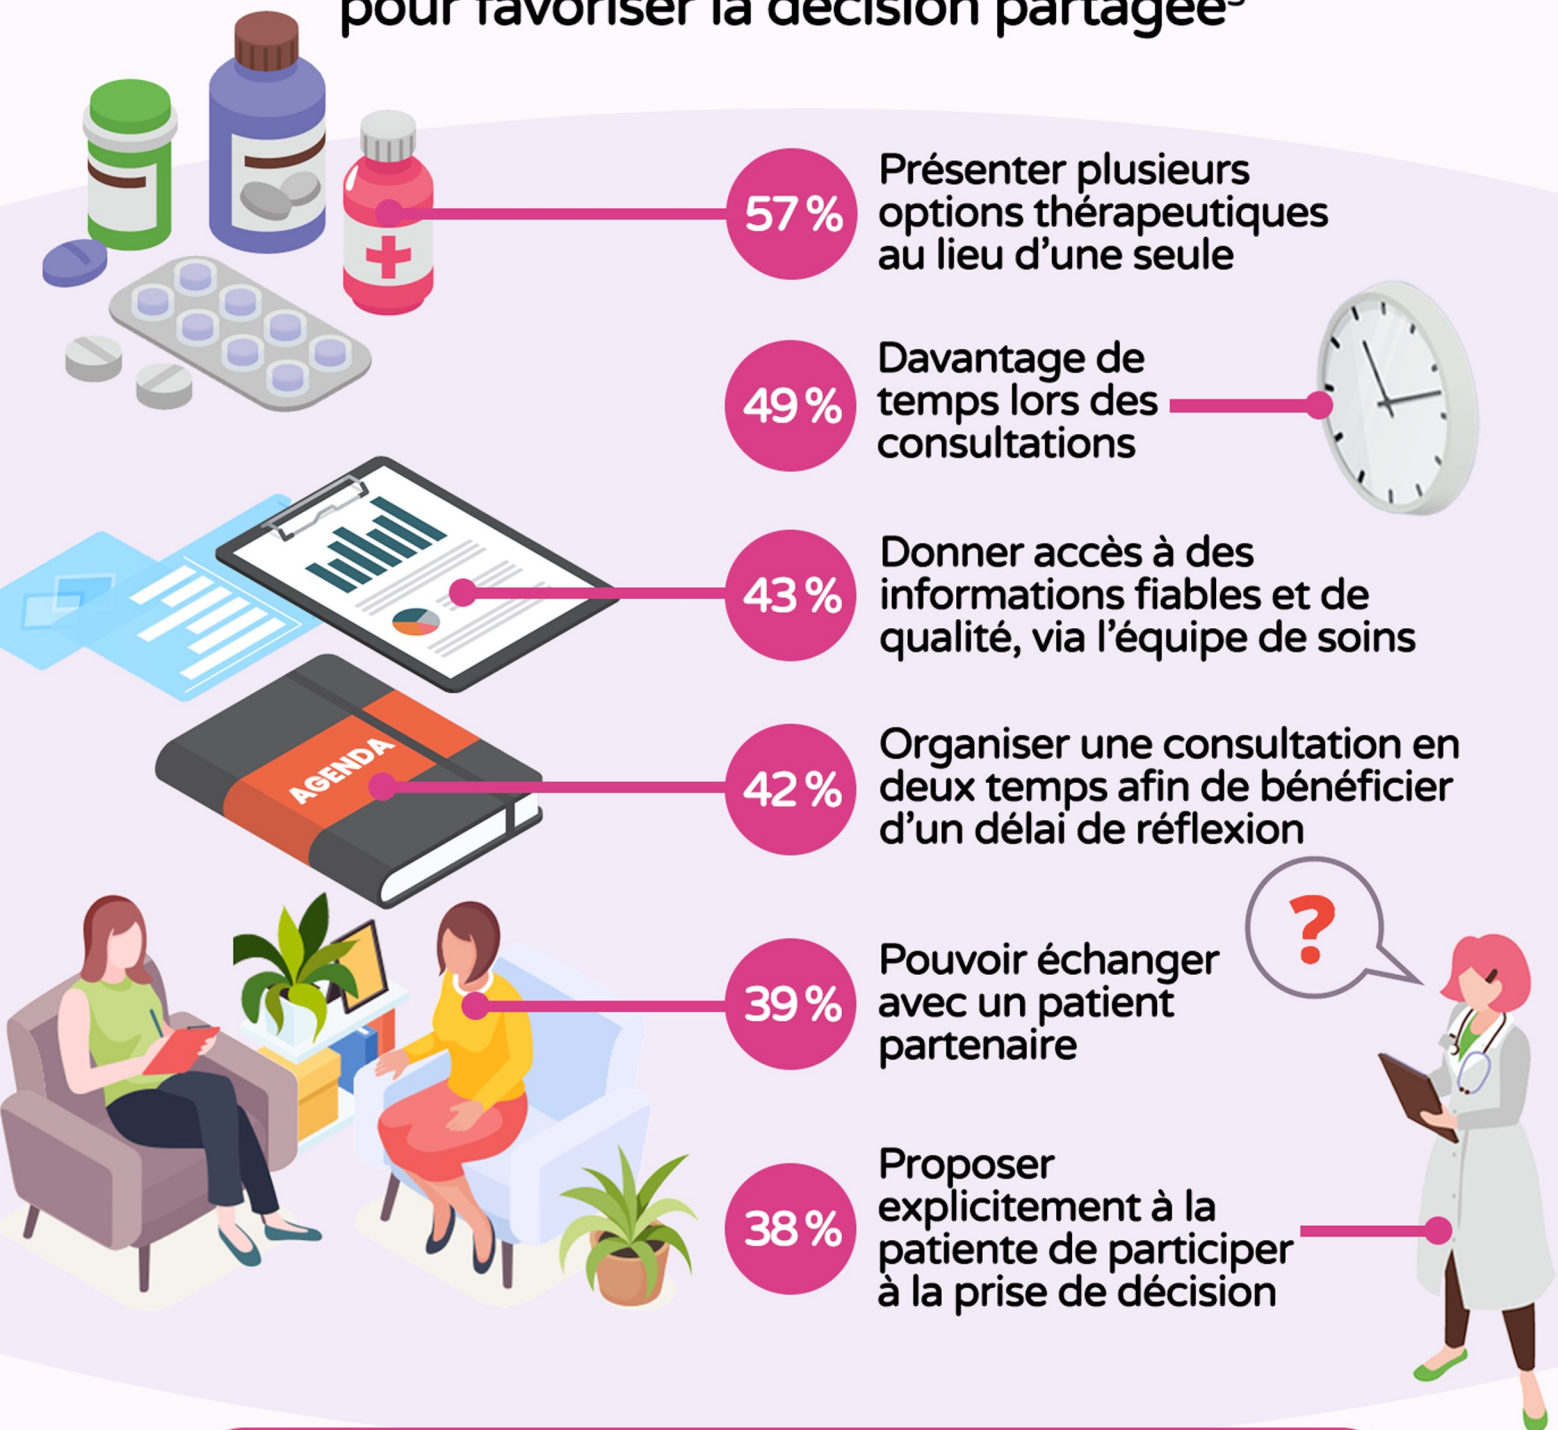 pour favoriser la décision partagée³
57 %
Présenter plusieurs
options thérapeutiques
au lieu d'une seule
49 %
Davantage de
temps lors des
consultations
43 %
Donner accès à des
informations fiables et de
qualité, via l'équipe de soins
AGENDA
42 %
Organiser une consultation en
deux temps afin de bénéficier
d'un délai de réflexion
?
39 %
Pouvoir échanger
avec un patient
partenaire
38 %
Proposer
explicitement à la
patiente de participer
à la prise de décision